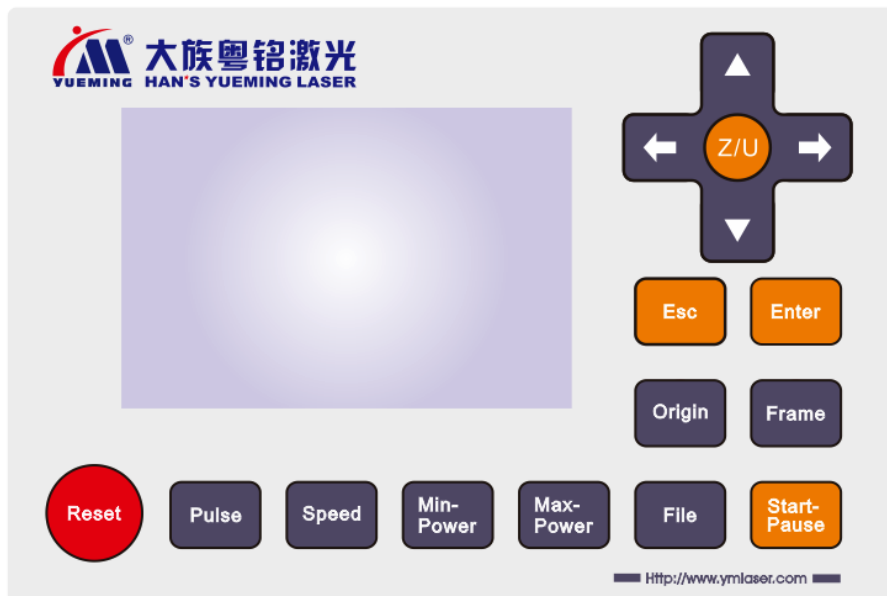 YUEMING®
大族粤铭激光
HAN'S YUEMING LASER
Z/U
Esc
Enter
Origin
Frame
Reset
Pulse
Speed
Min-
Power
Max-
Power
File
Start-
Pause
Http://www.ymlaser.com